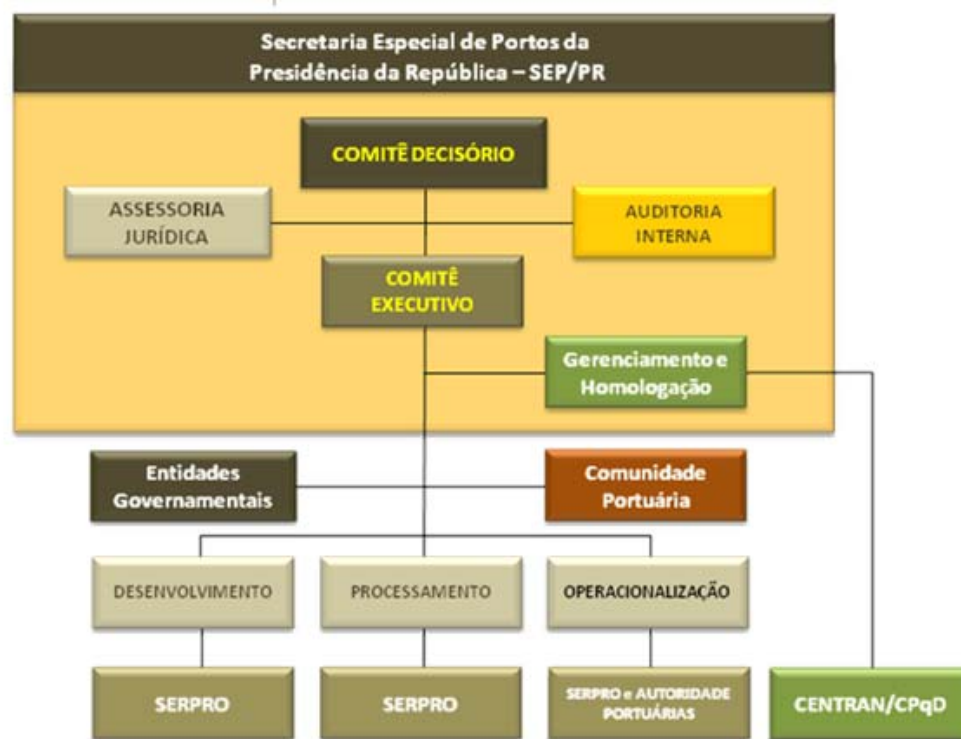 Secretaria Especial de Portos da
Presidência da República – SEP/PR
COMITÊ DECISÓRIO
ASSESSORIA
JURÍDICA
AUDITORIA
INTERNA
COMITÊ
EXECUTIVO
Gerenciamento e
Homologação
Entidades
Governamentais
Comunidade
Portuária
DESENVOLVIMENTO
PROCESSAMENTO
OPERACIONALIZAÇÃO
SERPRO
SERPRO
SERPRO e AUTORIDADE
PORTUÁRIAS
CENTRAN/CPqD